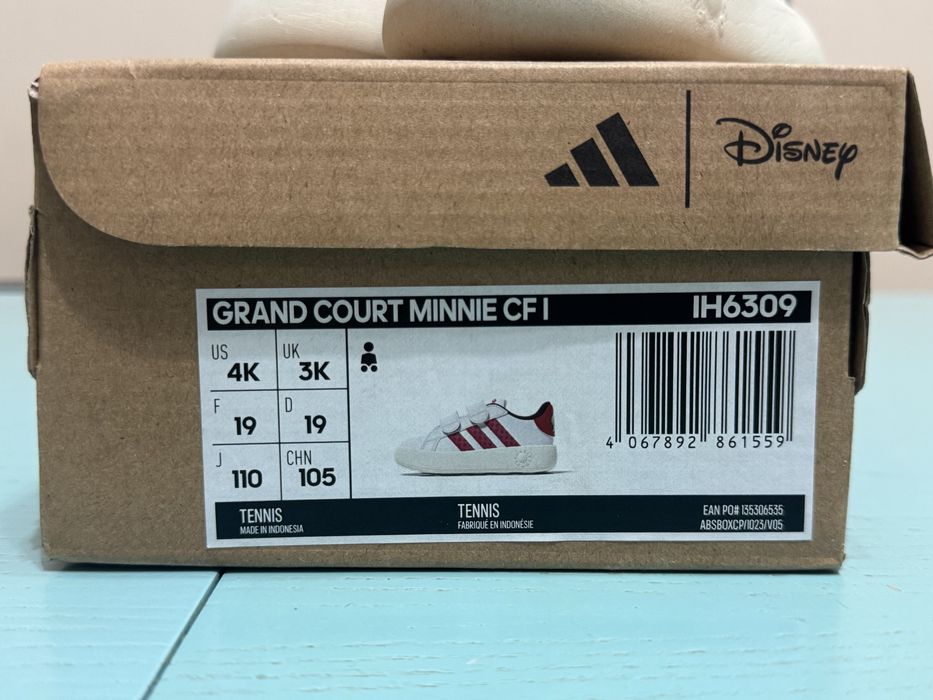 Disney
GRAND COURT MINNIE CF I IH6309
US 4K UK 3K
F 19 D 19
J 110 CHN 105
4 067892 861559
TENNIS
MADE IN INDONESIA
TENNIS
FABRIQUÉ EN INDONÉSIE
EAN PO# 135306535
ABSBOXCP/1023/V05